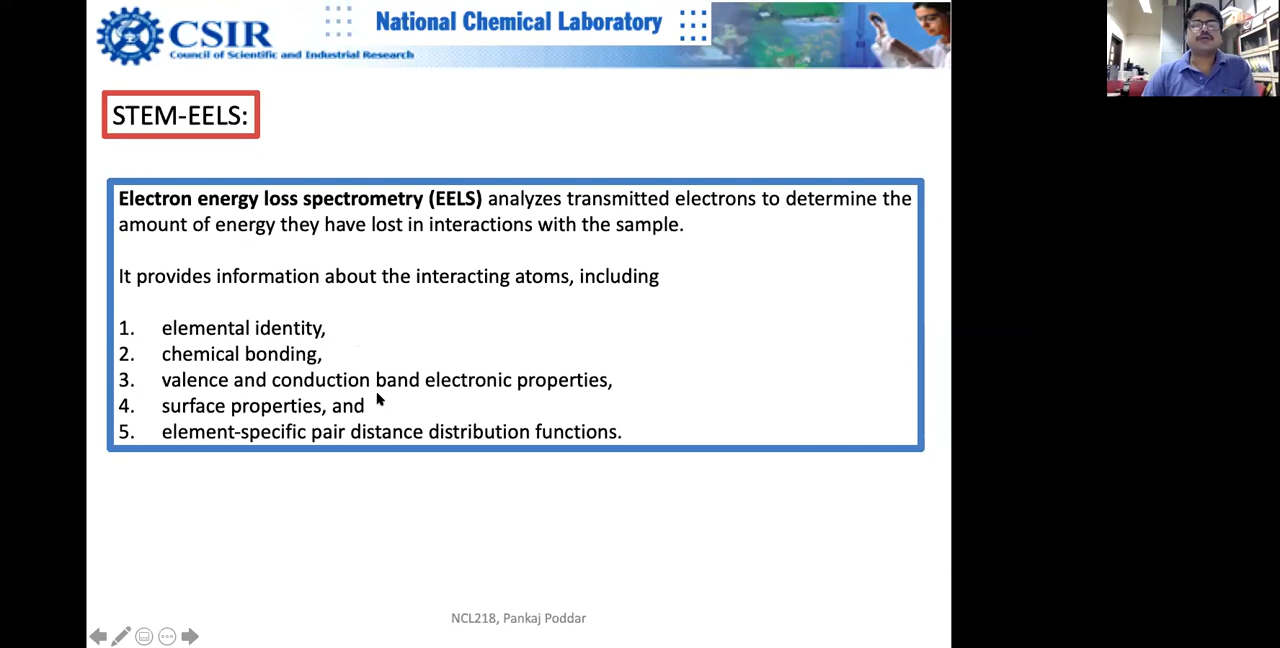 CSIR
Council of Scientific and Industrial Research
National Chemical Laboratory
STEM-EELS:
Electron energy loss spectrometry (EELS) analyzes transmitted electrons to determine the
amount of energy they have lost in interactions with the sample.
It provides information about the interacting atoms, including
1. elemental identity,
2. chemical bonding,
3. valence and conduction band electronic properties,
4. surface properties, and
5. element-specific pair distance distribution functions.
NCL218, Pankaj Poddar